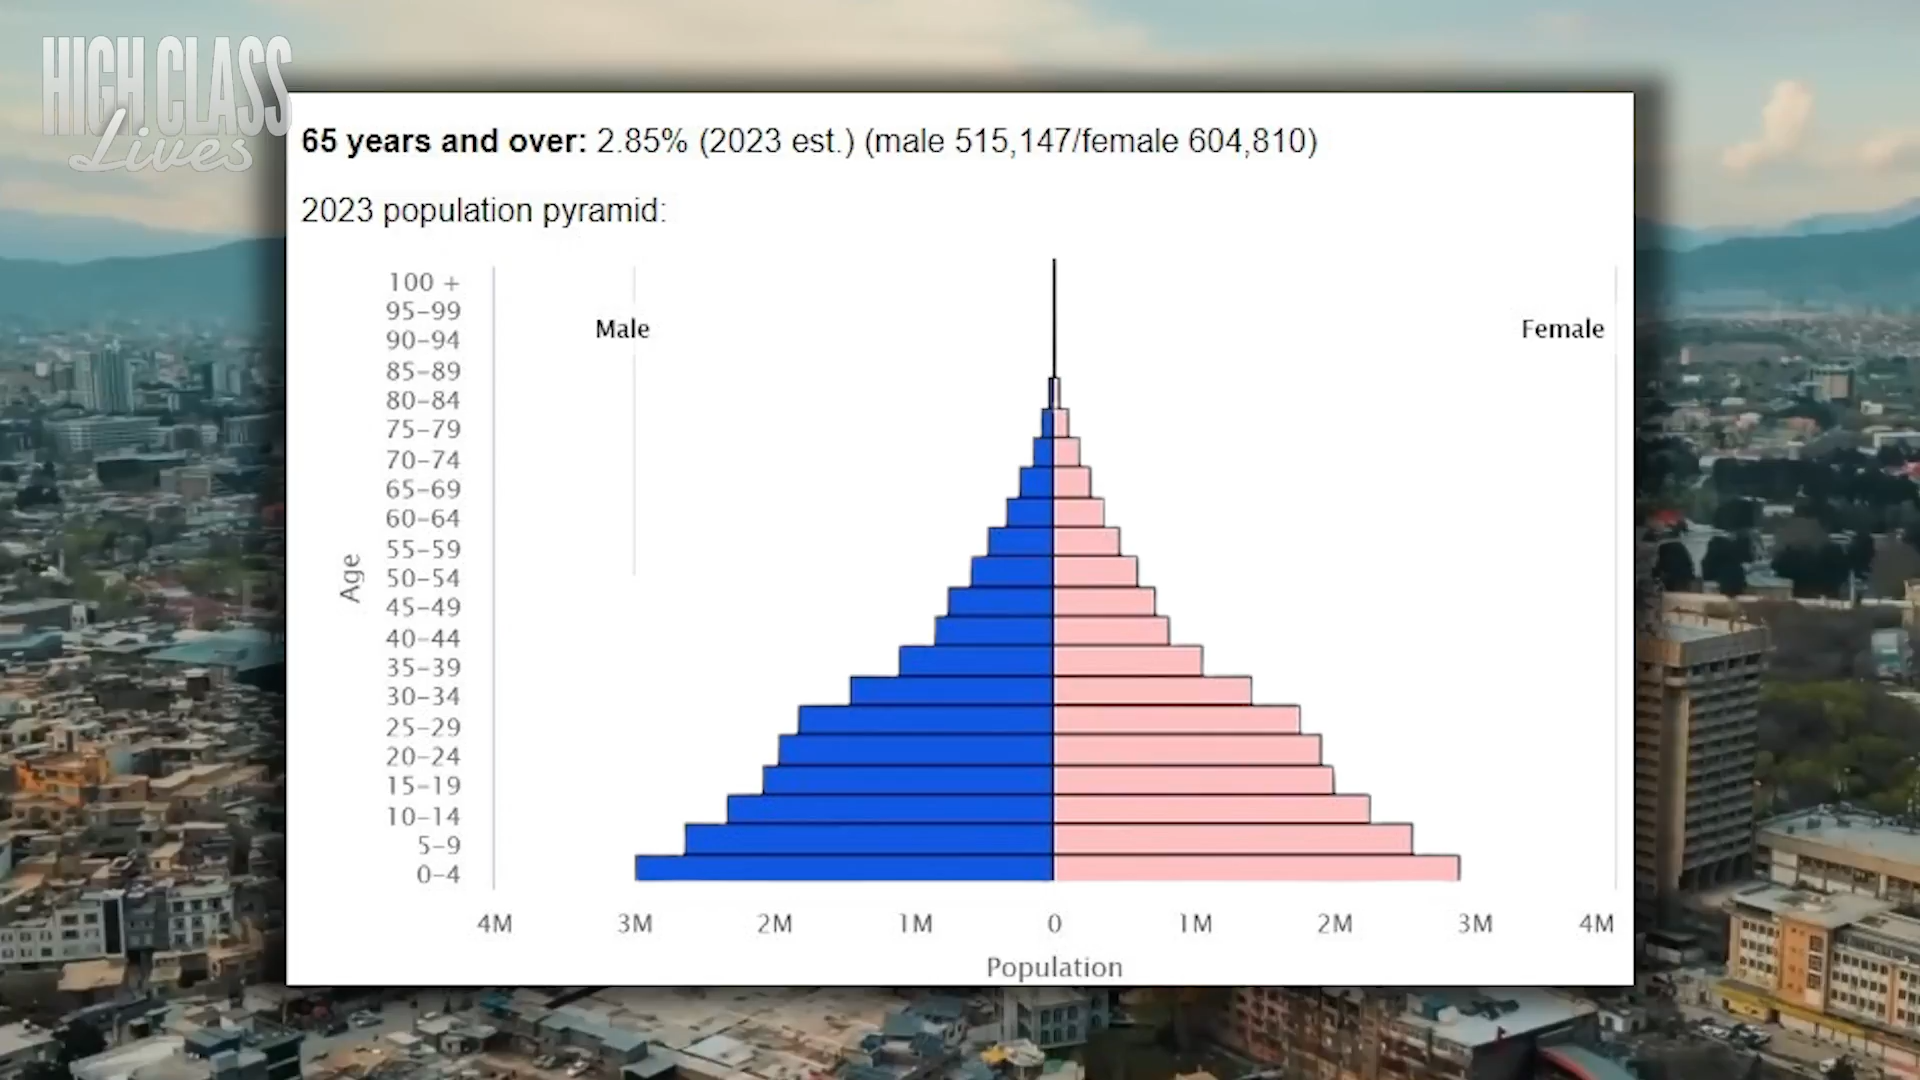 HIGH CLASS
Lives
65 years and over: 2.85% (2023 est.) (male 515,147/female 604,810)
2023 population pyramid:
100 +
95-99
90-94
85-89
80-84
75-79
70-74
65-69
60-64
55-59
50-54
45-49
40-44
35-39
30-34
25-29
20-24
15-19
10-14
5-9
0-4
Male
Female
Age
4M 3M 2M 1M 0 1M 2M 3M 4M
Population